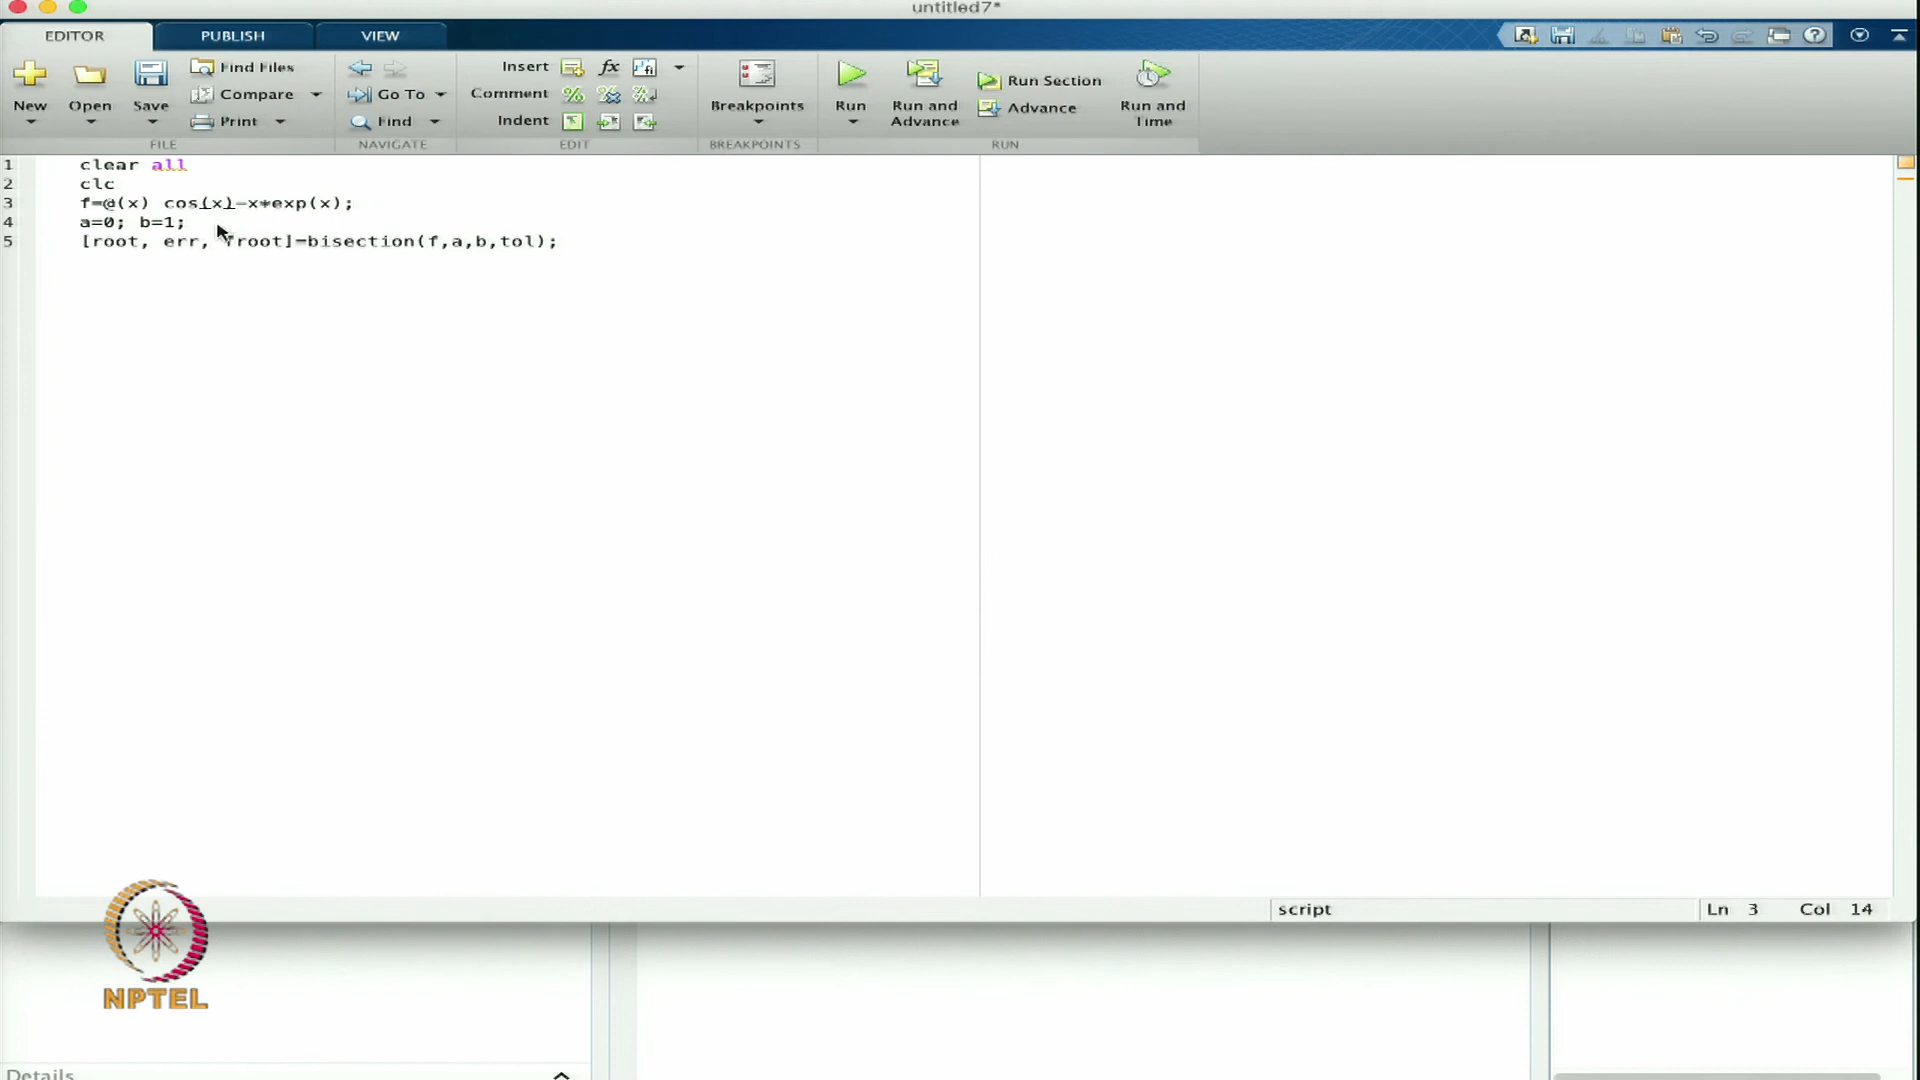 untitled7*
EDITOR PUBLISH VIEW
New Open Save Find Files Compare Print
FILE
Go To Find
NAVIGATE
Insert fx
Comment
Indent
EDIT
Breakpoints
BREAKPOINTS
Run Run and Advance Run Section Advance Run and Time
RUN
1 clear all
2 clc
3 f=@(x) cos(x)-x*exp(x);
4 a=0; b=1;
5 [root, err, froot]=bisection(f,a,b,tol);
script Ln 3 Col 14
NPTEL
Details